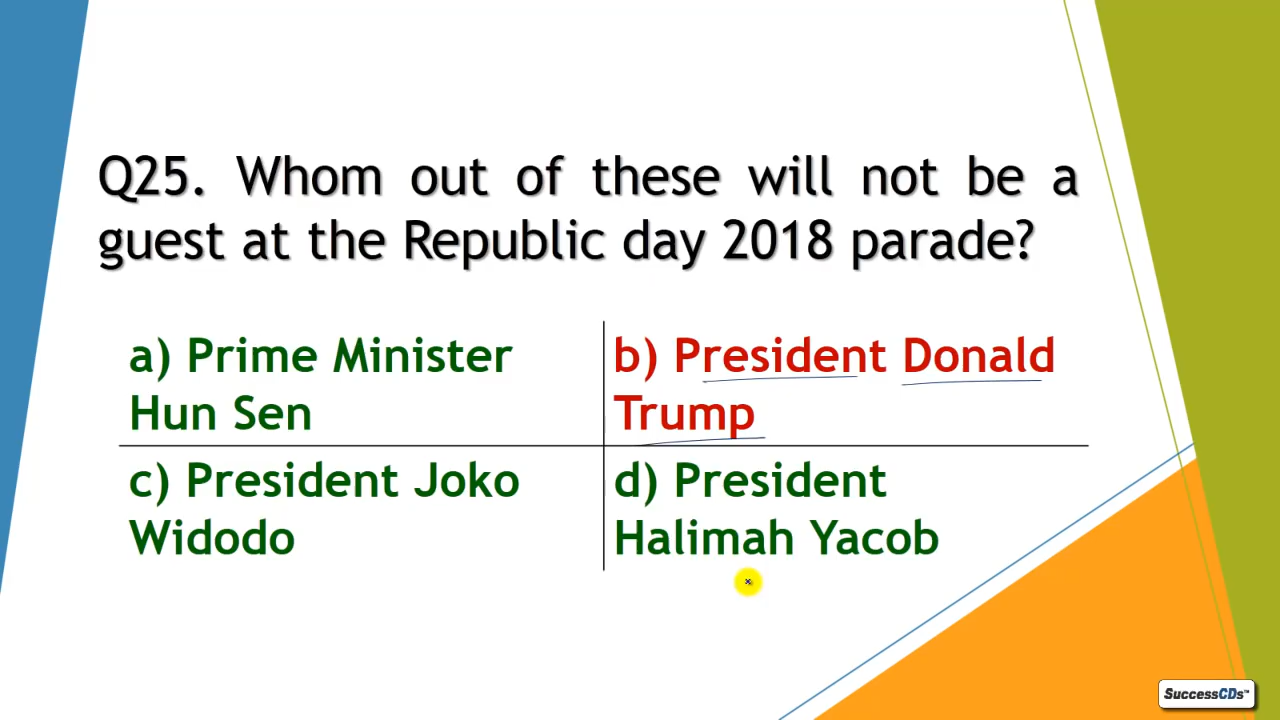 Q25. Whom out of these will not be a
guest at the Republic day 2018 parade?
a) Prime Minister
Hun Sen
b) President Donald
Trump
c) President Joko
Widodo
d) President
Halimah Yacob
SuccessCDs™